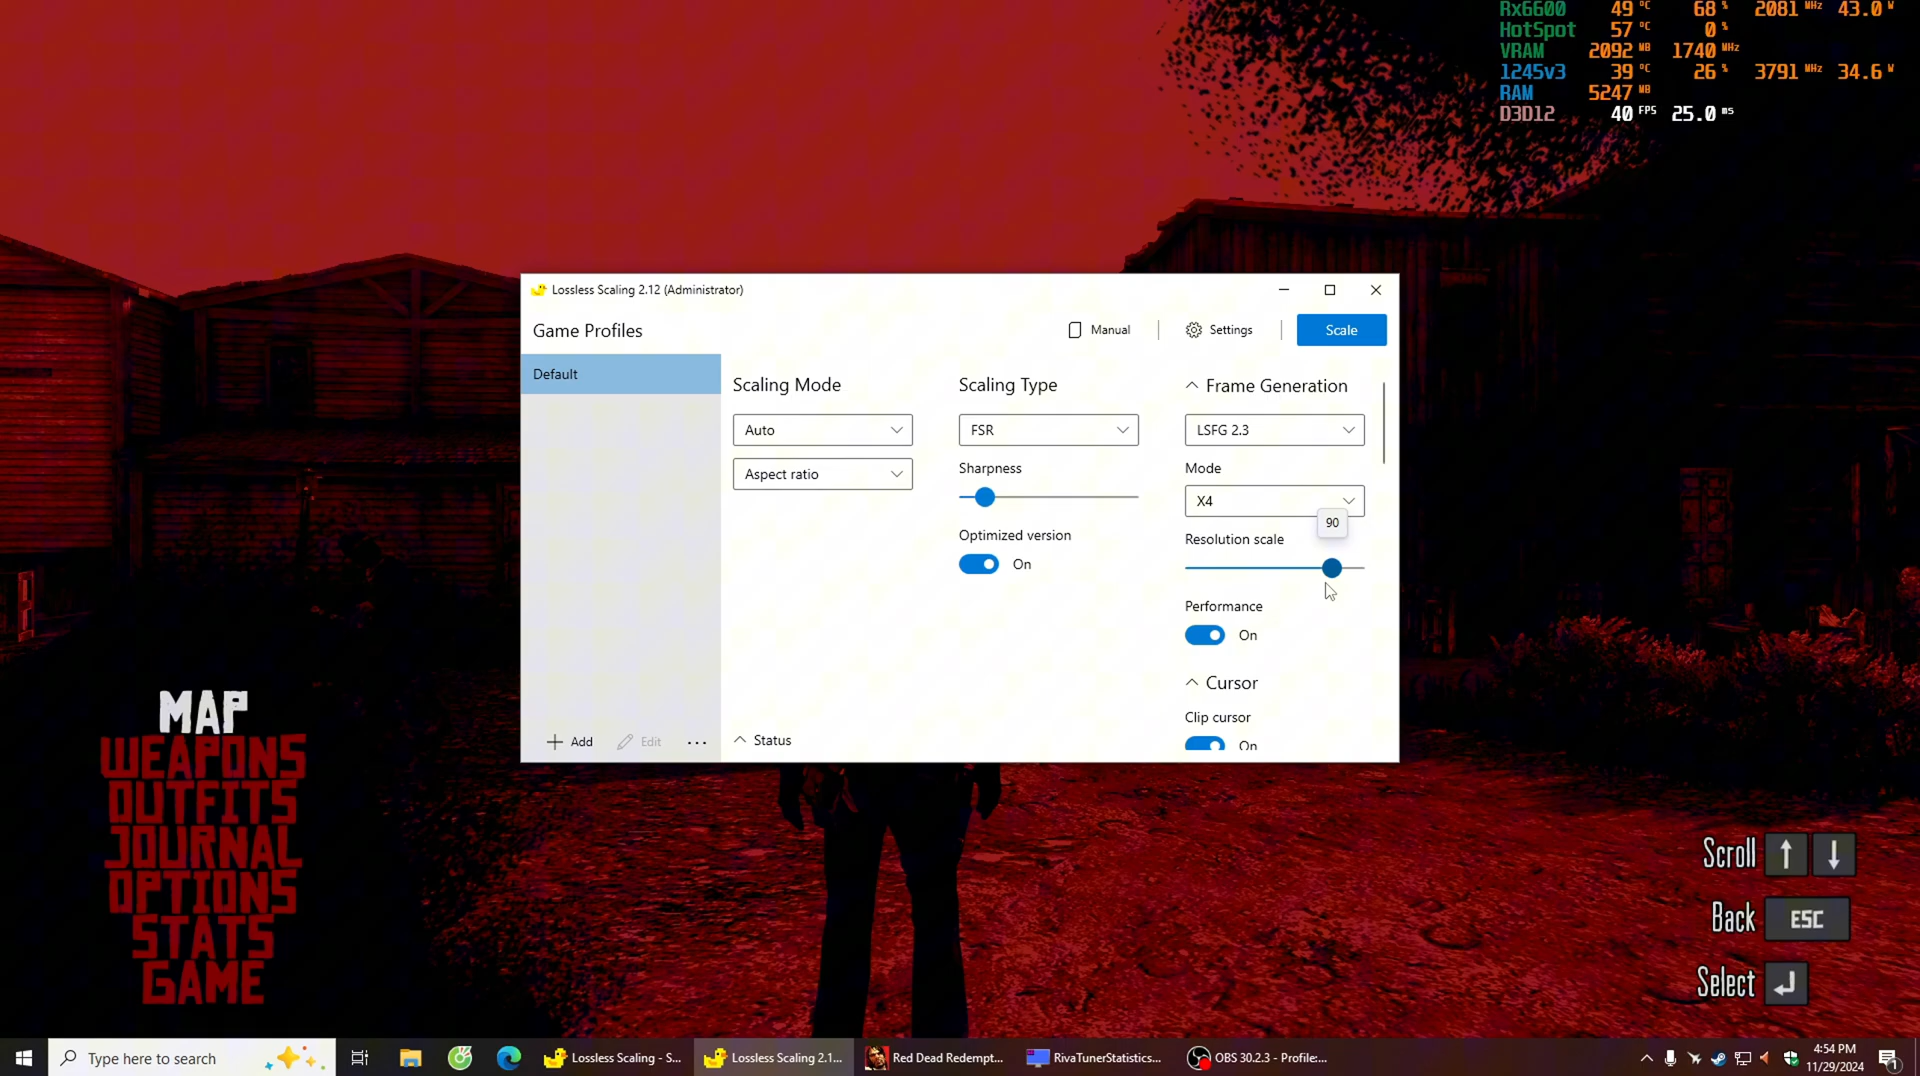 Rx6600 49 °C 68 % 2081 MHz 43.0 W
HotSpot 57 °C 0 %
VRAM 2092 MB 1740 MHz
1245v3 39 °C 26 % 3791 MHz 34.6 W
RAM 5247 MB
D3D12 40 FPS 25.0 ms
Lossless Scaling 2.12 (Administrator)
Game Profiles
Manual
Settings
Scale
Default
Scaling Mode
Auto
Aspect ratio
Scaling Type
FSR
Sharpness
Optimized version
On
Frame Generation
LSFG 2.3
Mode
X4
90
Resolution scale
Performance
On
Cursor
Clip cursor
On
Add
Edit
...
Status
MAP
WEAPONS
OUTFITS
JOURNAL
OPTIONS
STATS
GAME
Scroll
Back ESC
Select
Type here to search
Lossless Scaling - S...
Lossless Scaling 2.1...
Red Dead Redempt...
RivaTunerStatistics...
OBS 30.2.3 - Profile:...
4:54 PM
11/29/2024
1